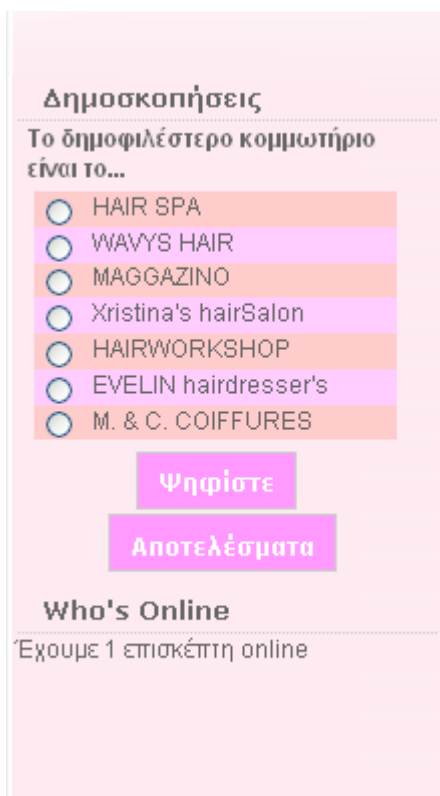 Δημοσκοπήσεις
Το δημοφιλέστερο κομμωτήριο
είναι το...
HAIR SPA
WAVYS HAIR
MAGGAZINO
Xristina's hairSalon
HAIRWORKSHOP
EVELIN hairdresser's
M. & C. COIFFURES
Ψηφίστε
Αποτελέσματα
Who's Online
Έχουμε 1 επισκέπτη online